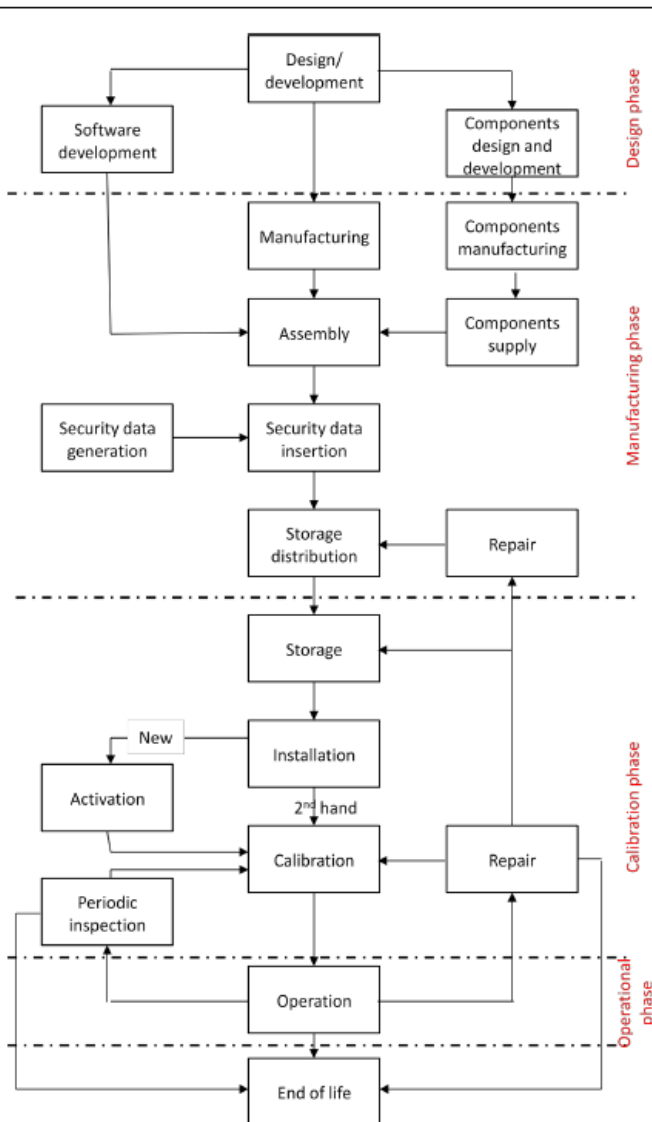 Design/
development
Software
development
Components
design and
development
Design phase
Manufacturing
Components
manufacturing
Assembly
Components
supply
Manufacturing phase
Security data
generation
Security data
insertion
Storage
distribution
Repair
Storage
New
Installation
Activation
2nd hand
Calibration
Repair
Calibration phase
Periodic
inspection
Operation
Operational
phase
End of life